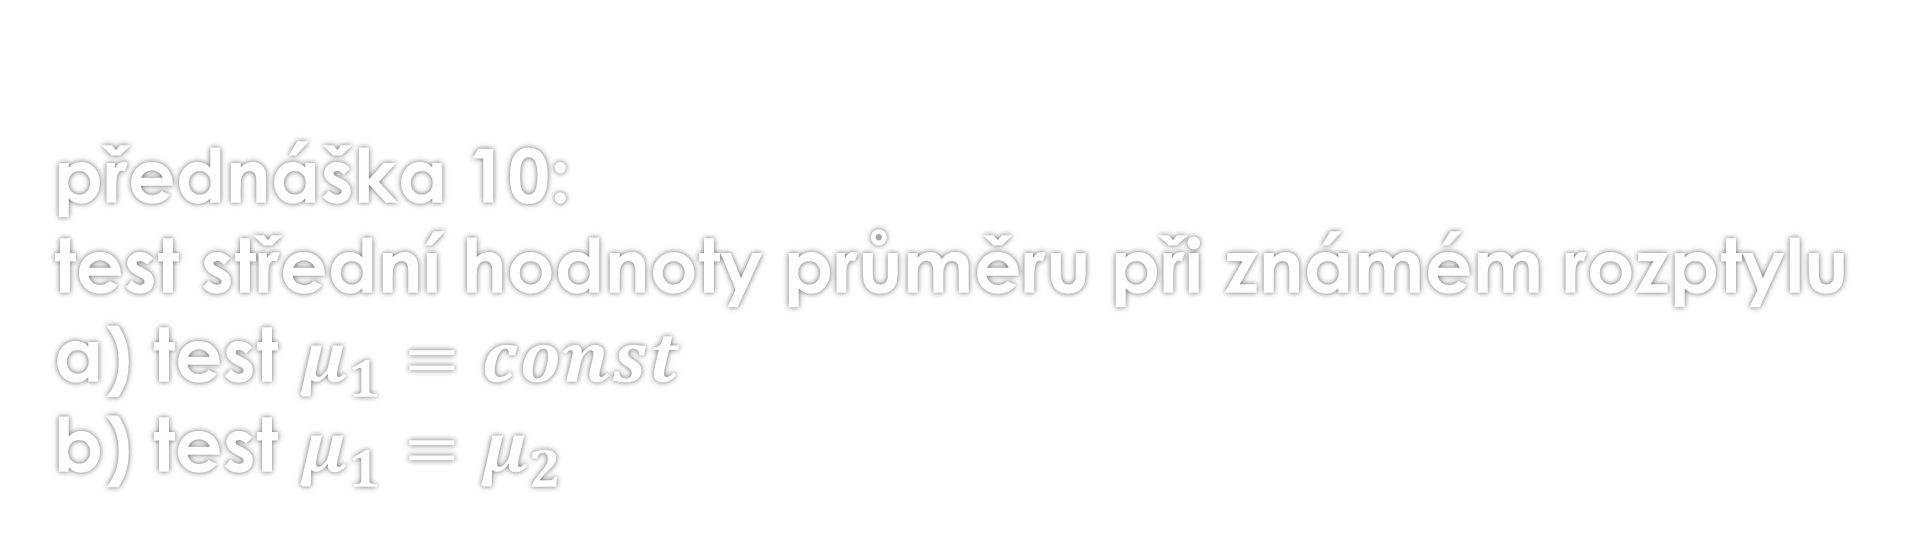 přednáška 10:
test střední hodnoty průměru při známém rozptylu
a) test μ₁ = const
b) test μ₁ = μ₂